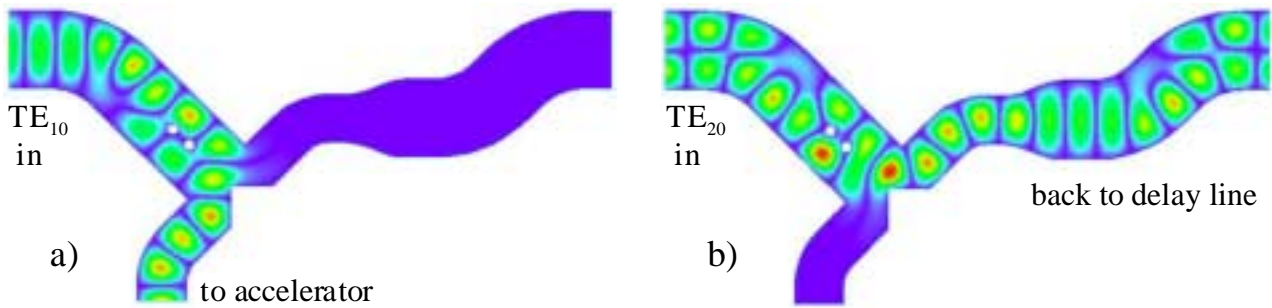 TE₁₀
in
a)
to accelerator
TE₂₀
in
back to delay line
b)